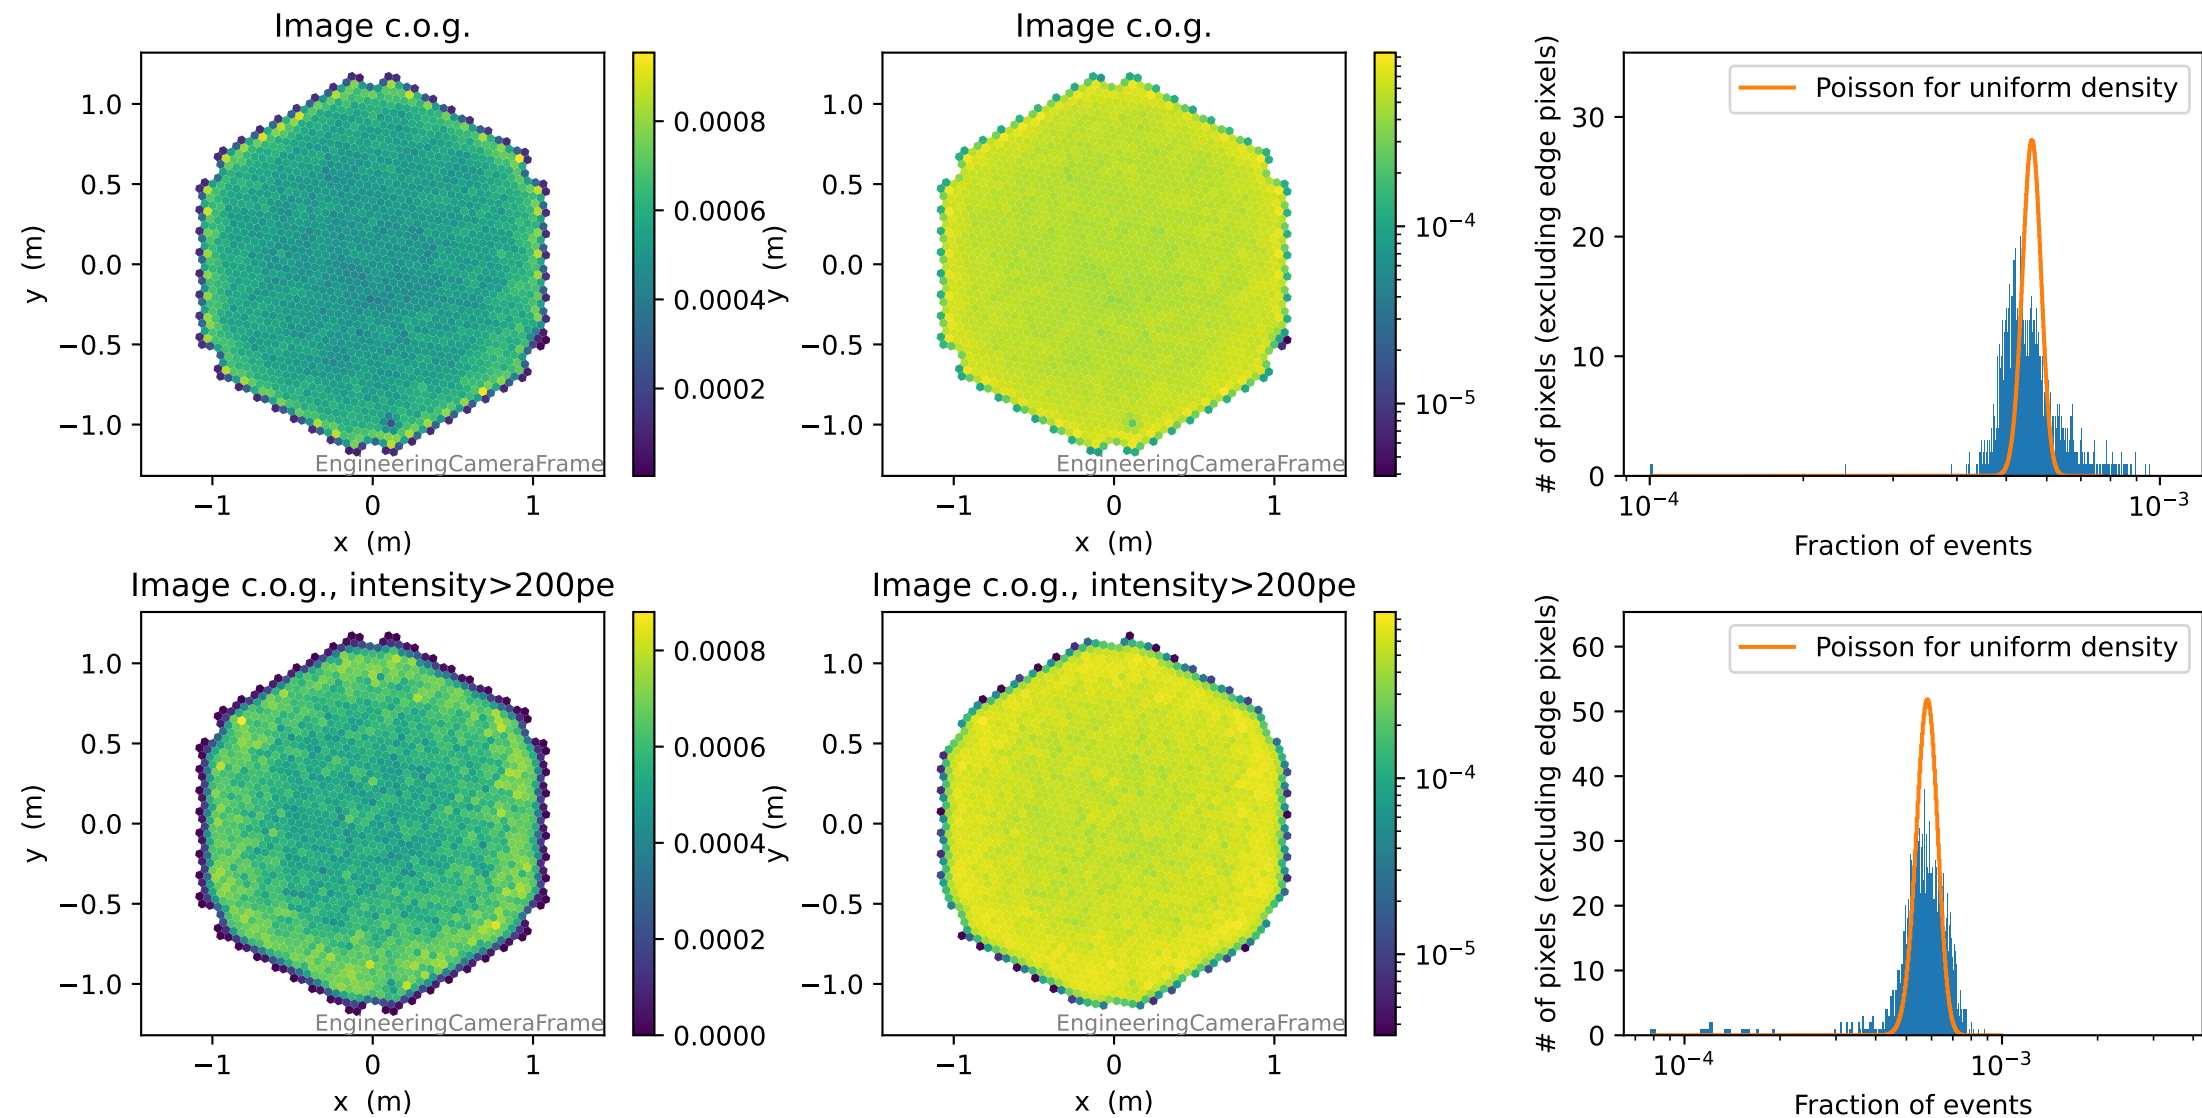 Image c.o.g.
1.0
0.5
0.0
−0.5
−1.0
y (m)
−1
0
1
x (m)
EngineeringCameraFrame
0.0008
0.0006
0.0004
0.0002
Image c.o.g.
1.0
0.5
0.0
−0.5
−1.0
y (m)
−1
0
1
x (m)
EngineeringCameraFrame
10⁻⁴
10⁻⁵
Poisson for uniform density
30
20
10
0
# of pixels (excluding edge pixels)
10⁻⁴
10⁻³
Fraction of events
Image c.o.g., intensity>200pe
1.0
0.5
0.0
−0.5
−1.0
y (m)
−1
0
1
x (m)
EngineeringCameraFrame
0.0008
0.0006
0.0004
0.0002
0.0000
Image c.o.g., intensity>200pe
1.0
0.5
0.0
−0.5
−1.0
y (m)
−1
0
1
x (m)
EngineeringCameraFrame
10⁻⁴
10⁻⁵
Poisson for uniform density
60
50
40
30
20
10
0
# of pixels (excluding edge pixels)
10⁻⁴
10⁻³
Fraction of events